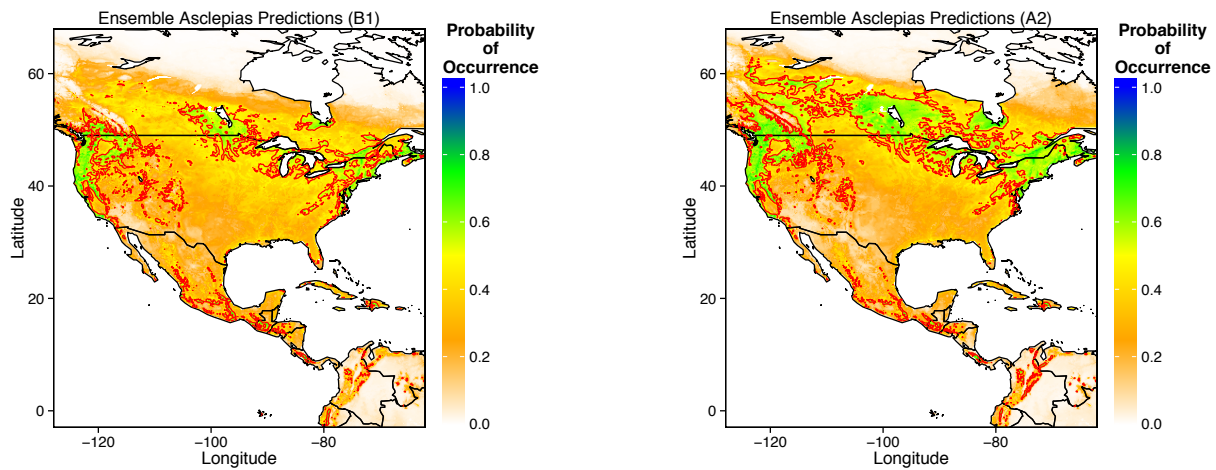 Ensemble Asclepias Predictions (B1)
Probability
of
Occurrence
1.0
0.8
0.6
0.4
0.2
0.0
60
40
20
0
Latitude
−120
−100
−80
Longitude
Ensemble Asclepias Predictions (A2)
Probability
of
Occurrence
1.0
0.8
0.6
0.4
0.2
0.0
60
40
20
0
Latitude
−120
−100
−80
Longitude